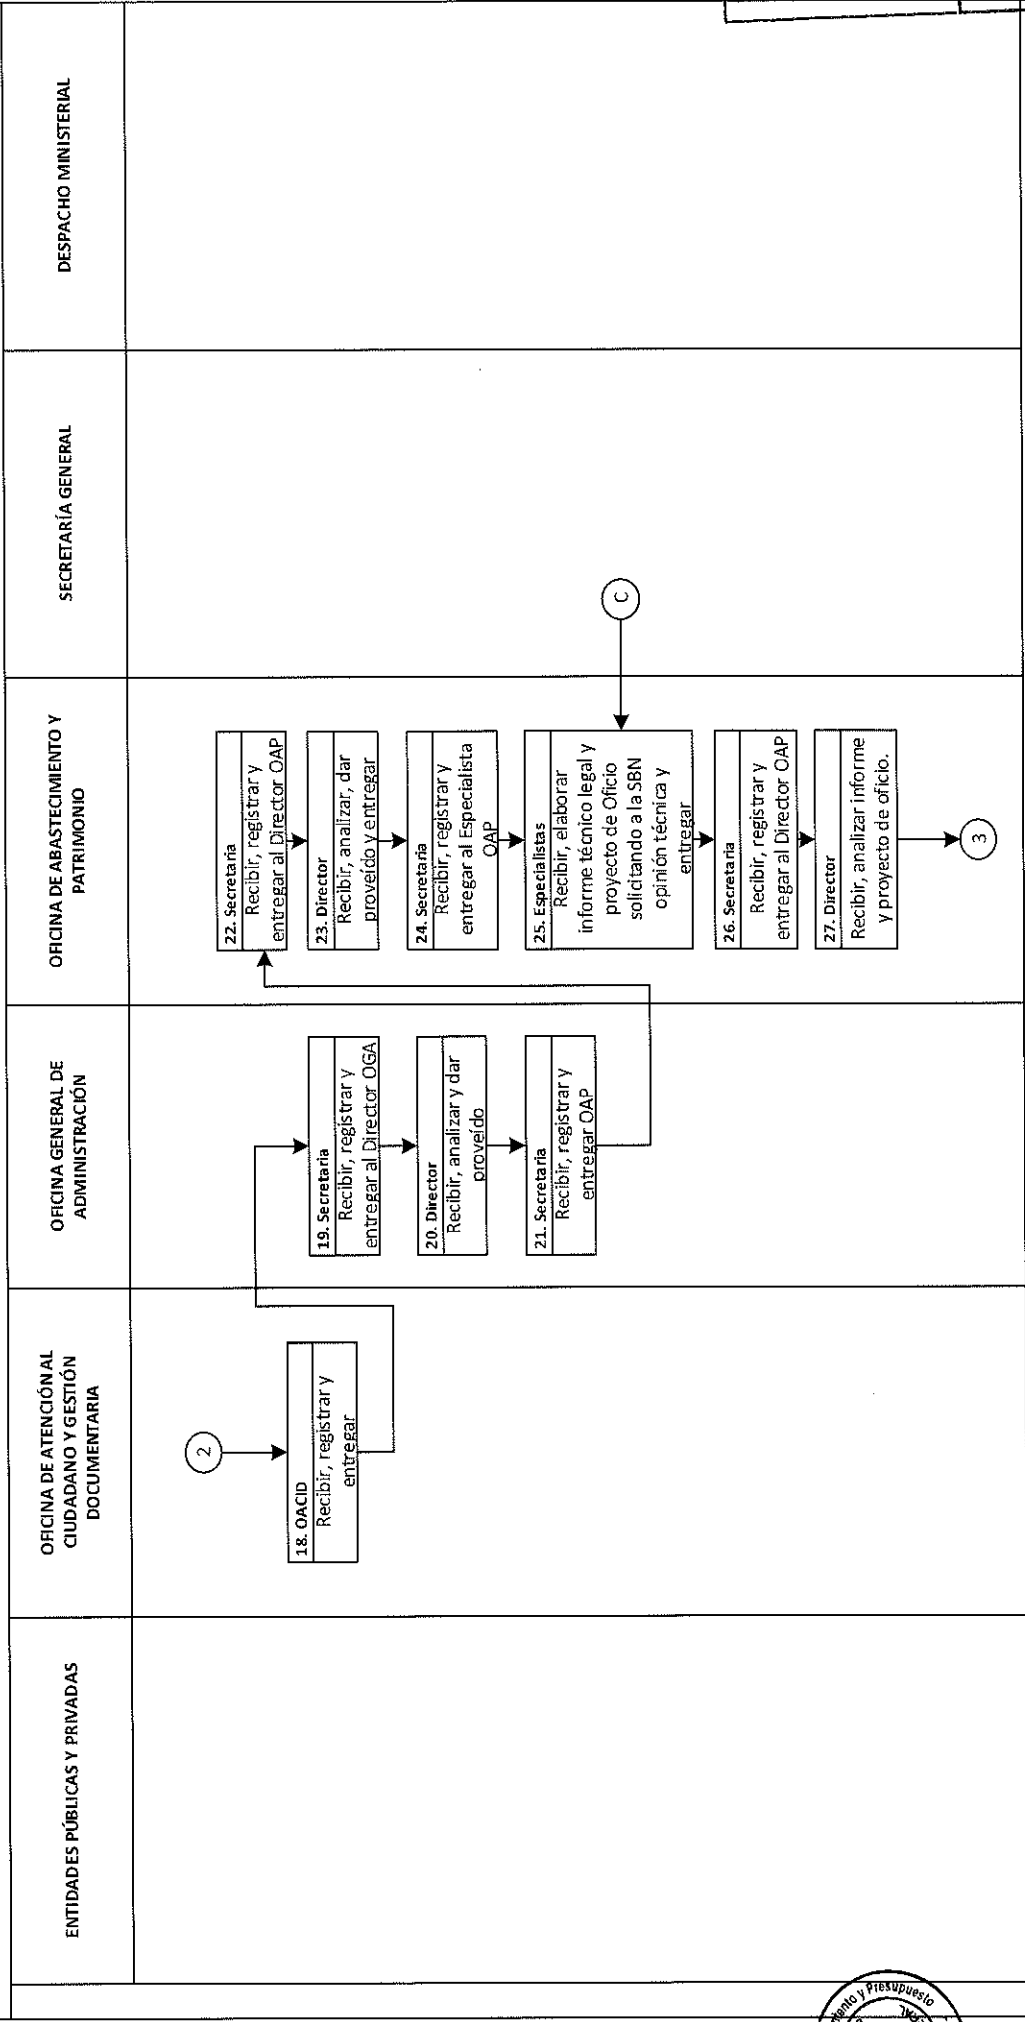 ENTIDADES PÚBLICAS Y PRIVADAS
OFICINA DE ATENCIÓN AL
CIUDADANO Y GESTIÓN
DOCUMENTARIA
OFICINA GENERAL DE
ADMINISTRACIÓN
OFICINA DE ABASTECIMIENTO Y
PATRIMONIO
SECRETARÍA GENERAL
DESPACHO MINISTERIAL
2
18. OACID
Recibir, registrar y
entregar
19. Secretaria
Recibir, registrar y
entregar al Director OGA
20. Director
Recibir, analizar y dar
proveído
21. Secretaria
Recibir, registrar y
entregar OAP
22. Secretaria
Recibir, registrar y
entregar al Director OAP
23. Director
Recibir, analizar, dar
proveído y entregar
24. Secretaria
Recibir, registrar y
entregar al Especialista
OAP
25. Especialistas
Recibir, elaborar
informe técnico legal y
proyecto de Oficio
solicitando a la SBN
opinión técnica y
entregar
C
26. Secretaria
Recibir, registrar y
entregar al Director OAP
27. Director
Recibir, analizar informe
y proyecto de oficio.
3
y Presupuesto